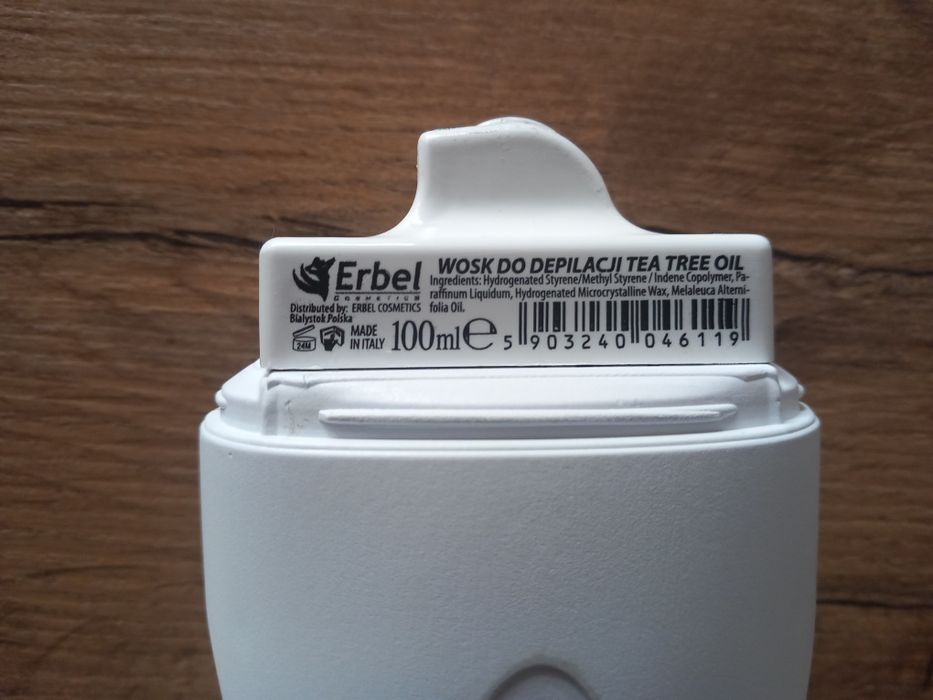 Erbel
COSMETICS
Distributed by: ERBEL COSMETICS
Białystok Polska
24M
MADE
IN ITALY
100ml e
WOSK DO DEPILACJI TEA TREE OIL
Ingredients: Hydrogenated Styrene/Methyl Styrene / Indene Copolymer, Pa-
raffinum Liquidum, Hydrogenated Microcrystalline Wax, Melaleuca Alterni-
folia Oil.
5 903240 046119